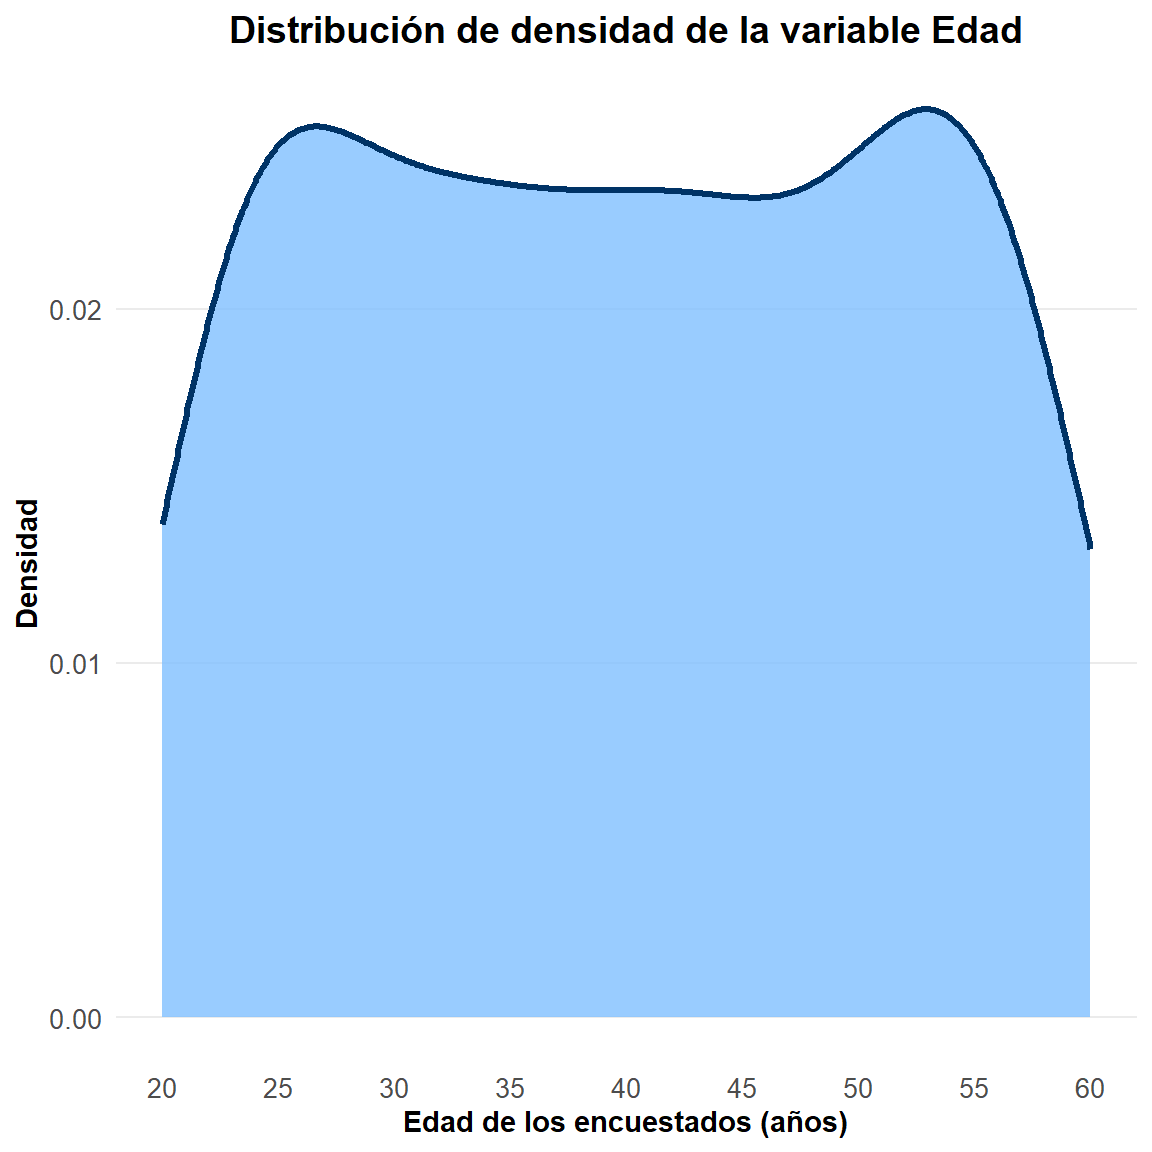 Distribución de densidad de la variable Edad
Densidad
0.02
0.01
0.00
20 25 30 35 40 45 50 55 60
Edad de los encuestados (años)